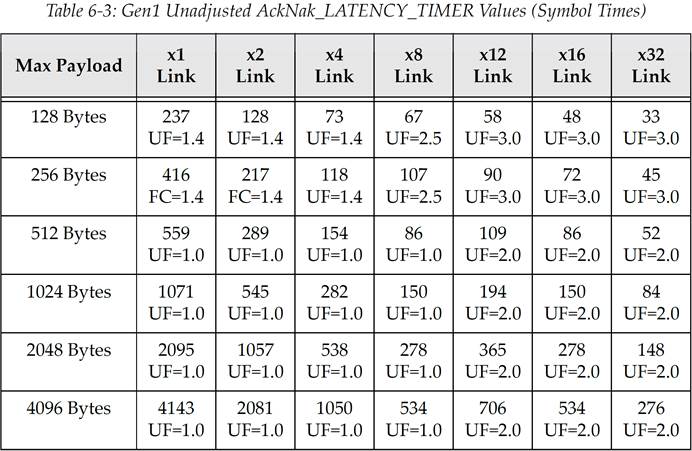 Table 6-3: Gen1 Unadjusted AckNak_LATENCY_TIMER Values (Symbol Times)
Max Payload x1 Link x2 Link x4 Link x8 Link x12 Link x16 Link x32 Link
128 Bytes 237 128 73 67 58 48 33
UF=1.4 UF=1.4 UF=1.4 UF=2.5 UF=3.0 UF=3.0 UF=3.0
256 Bytes 416 217 118 107 90 72 45
FC=1.4 FC=1.4 UF=1.4 UF=2.5 UF=3.0 UF=3.0 UF=3.0
512 Bytes 559 289 154 86 109 86 52
UF=1.0 UF=1.0 UF=1.0 UF=1.0 UF=2.0 UF=2.0 UF=2.0
1024 Bytes 1071 545 282 150 194 150 84
UF=1.0 UF=1.0 UF=1.0 UF=1.0 UF=2.0 UF=2.0 UF=2.0
2048 Bytes 2095 1057 538 278 365 278 148
UF=1.0 UF=1.0 UF=1.0 UF=1.0 UF=2.0 UF=2.0 UF=2.0
4096 Bytes 4143 2081 1050 534 706 534 276
UF=1.0 UF=1.0 UF=1.0 UF=1.0 UF=2.0 UF=2.0 UF=2.0